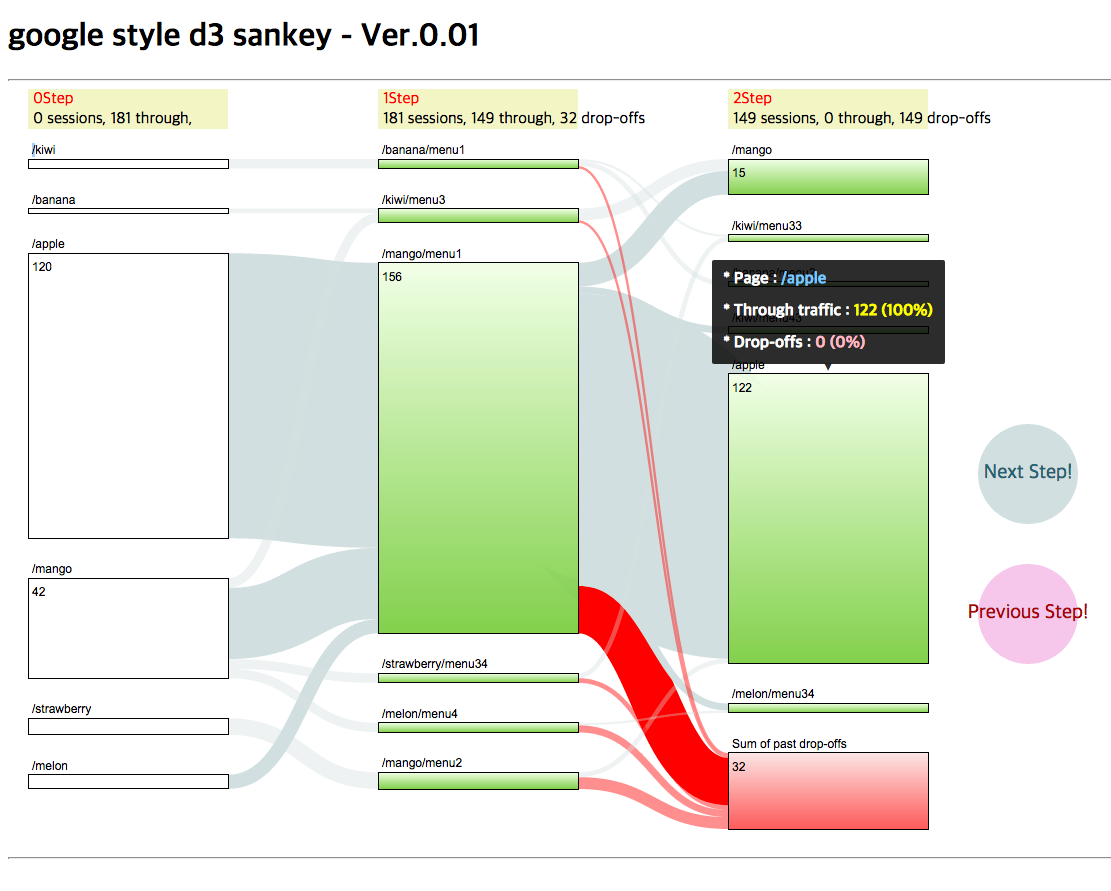 google style d3 sankey - Ver.0.01
0Step
0 sessions, 181 through,
1Step
181 sessions, 149 through, 32 drop-offs
2Step
149 sessions, 0 through, 149 drop-offs
/kiwi
/banana
/apple
120
/mango
42
/strawberry
/melon
/banana/menu1
/kiwi/menu3
/mango/menu1
156
/strawberry/menu34
/melon/menu4
/mango/menu2
/mango
15
/kiwi/menu33
* Page : /apple
* Through traffic : 122 (100%)
* Drop-offs : 0 (0%)
/apple
122
/melon/menu34
Sum of past drop-offs
32
Next Step!
Previous Step!